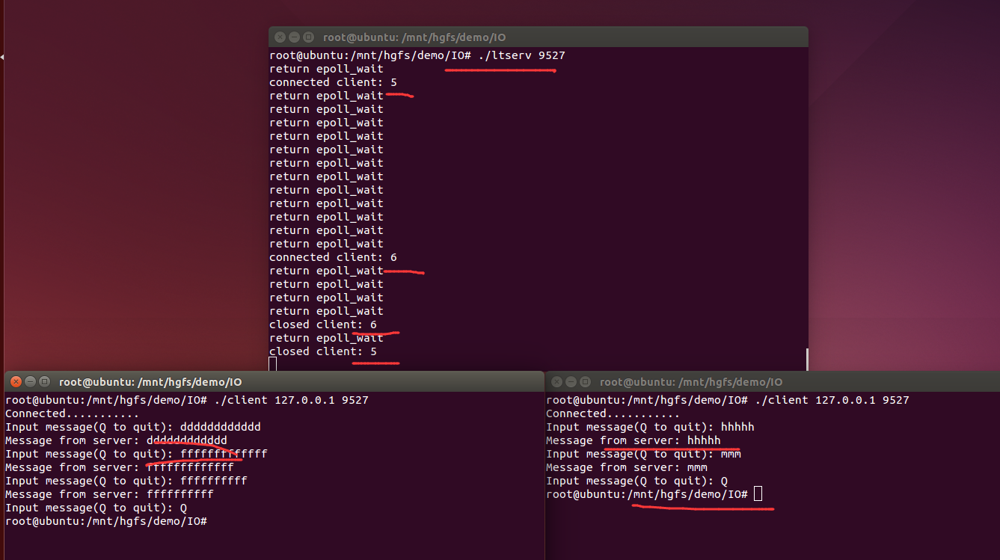 root@ubuntu: /mnt/hgfs/demo/IO
root@ubuntu:/mnt/hgfs/demo/IO# ./ltserv 9527
return epoll_wait
connected client: 5
return epoll_wait
return epoll_wait
return epoll_wait
return epoll_wait
return epoll_wait
return epoll_wait
return epoll_wait
return epoll_wait
return epoll_wait
return epoll_wait
return epoll_wait
return epoll_wait
connected client: 6
return epoll_wait
return epoll_wait
return epoll_wait
return epoll_wait
closed client: 6
return epoll_wait
closed client: 5
root@ubuntu: /mnt/hgfs/demo/IO
root@ubuntu:/mnt/hgfs/demo/IO# ./client 127.0.0.1 9527
Connected...........
Input message(Q to quit): dddddddddddd
Message from server: dddddddddddd
Input message(Q to quit): fffffffffffff
Message from server: fffffffffffff
Input message(Q to quit): ffffffffff
Message from server: ffffffffff
Input message(Q to quit): Q
root@ubuntu:/mnt/hgfs/demo/IO#
root@ubuntu: /mnt/hgfs/demo/IO
root@ubuntu:/mnt/hgfs/demo/IO# ./client 127.0.0.1 9527
Connected...........
Input message(Q to quit): hhhhh
Message from server: hhhhh
Input message(Q to quit): mmm
Message from server: mmm
Input message(Q to quit): Q
root@ubuntu:/mnt/hgfs/demo/IO#